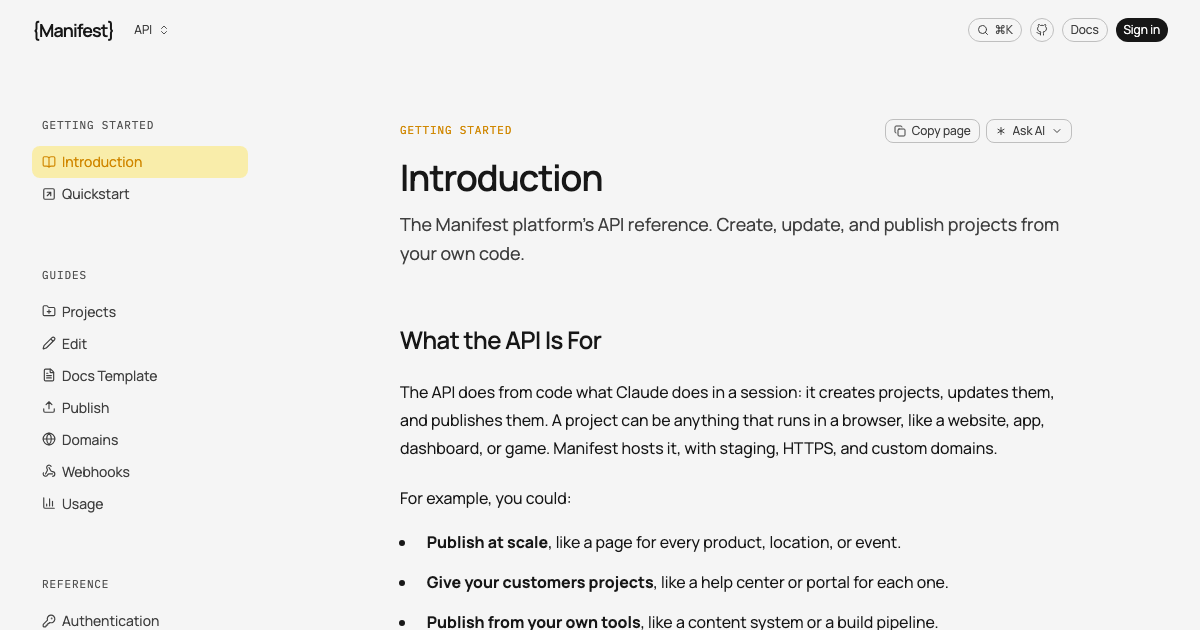 {Manifest}
API
⌘K
Docs
Sign in
GETTING STARTED
Introduction
Quickstart
GUIDES
Projects
Edit
Docs Template
Publish
Domains
Webhooks
Usage
REFERENCE
Authentication
GETTING STARTED
Copy page
Ask AI
Introduction
The Manifest platform's API reference. Create, update, and publish projects from
your own code.
What the API Is For
The API does from code what Claude does in a session: it creates projects, updates them,
and publishes them. A project can be anything that runs in a browser, like a website, app,
dashboard, or game. Manifest hosts it, with staging, HTTPS, and custom domains.
For example, you could:
Publish at scale, like a page for every product, location, or event.
Give your customers projects, like a help center or portal for each one.
Publish from your own tools, like a content system or a build pipeline.